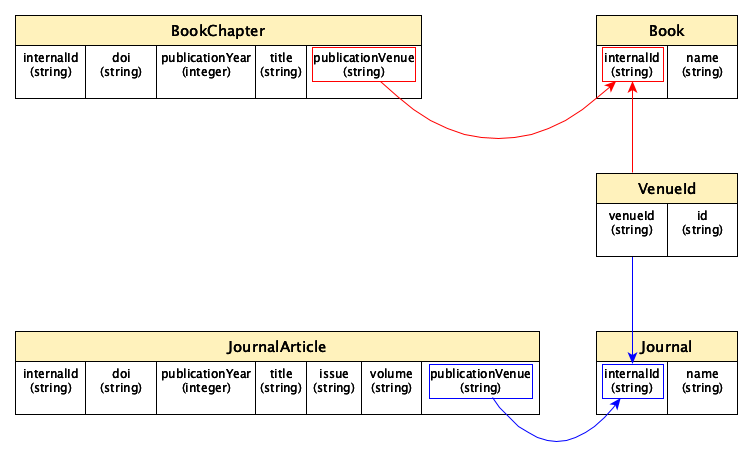 BookChapter
internalId doi publicationYear title publicationVenue
(string) (string) (integer) (string) (string)
Book
internalId name
(string) (string)
VenueId
venueId id
(string) (string)
JournalArticle
internalId doi publicationYear title issue volume publicationVenue
(string) (string) (integer) (string) (string) (string) (string)
Journal
internalId name
(string) (string)